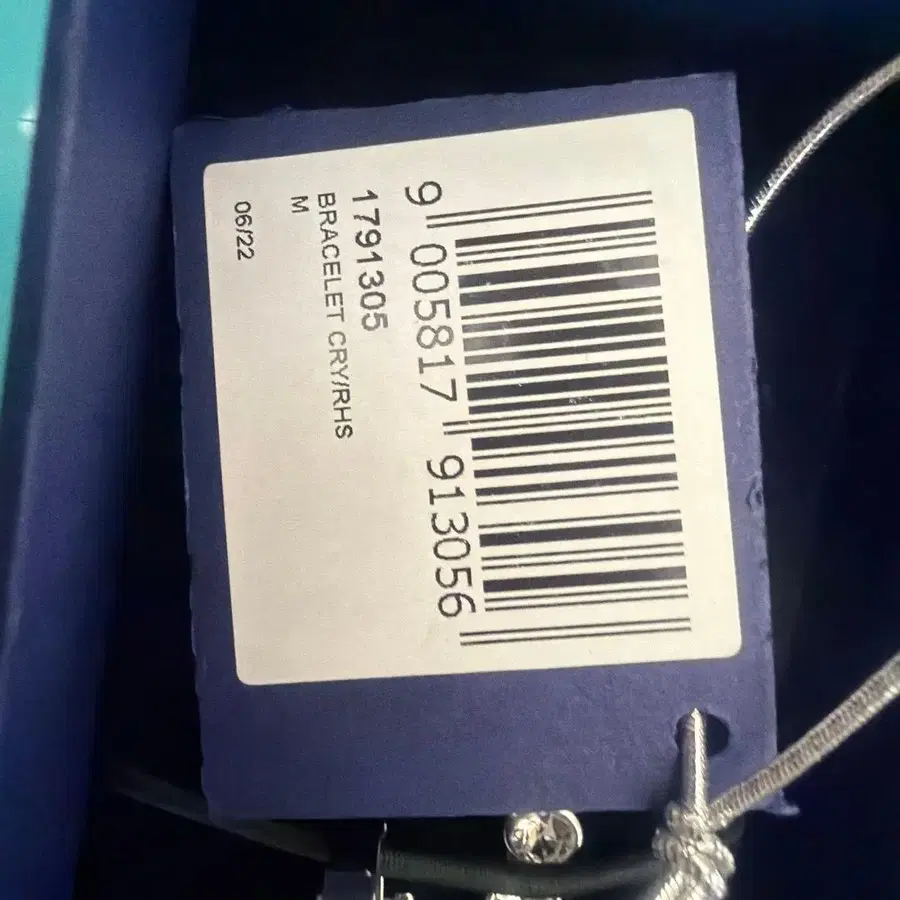 9 005817 913056
1791305
BRACELET CRY/RHS
M
06/22